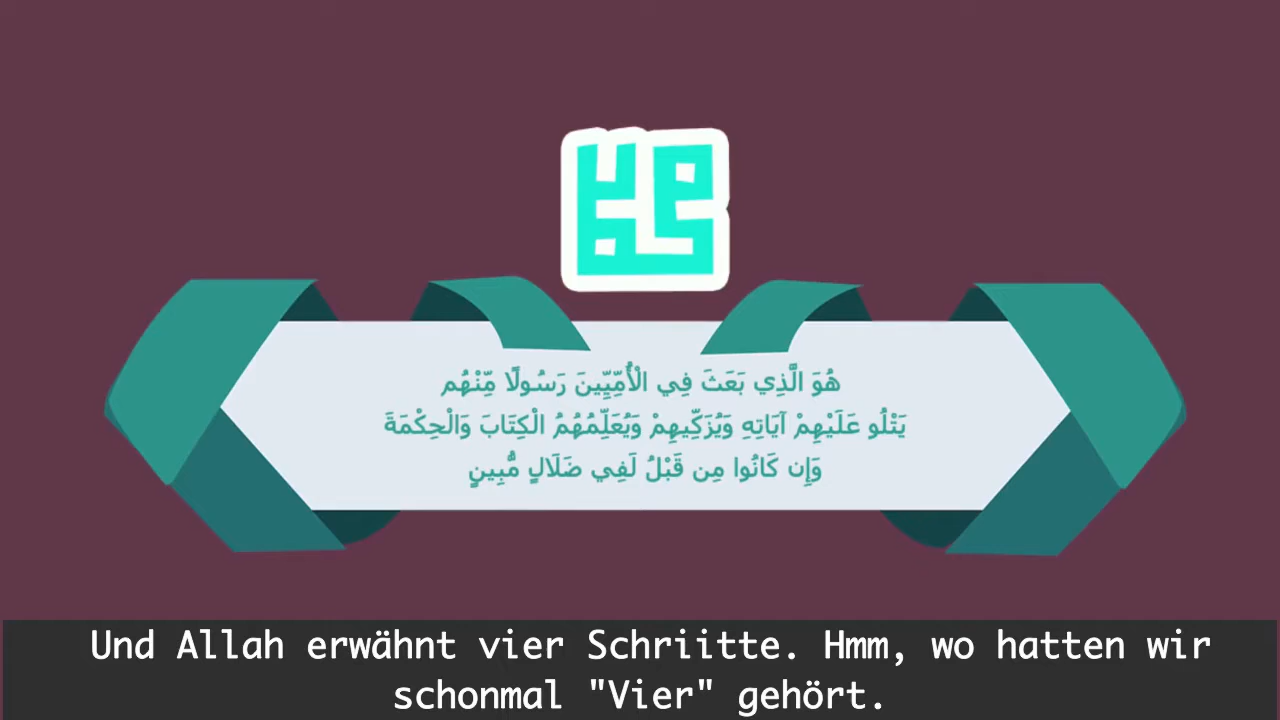 محمد
هُوَ الَّذِي بَعَثَ فِي الْأُمِّيِّينَ رَسُولًا مِّنْهُم
يَتْلُو عَلَيْهِمْ آيَاتِهِ وَيُزَكِّيهِمْ وَيُعَلِّمُهُمُ الْكِتَابَ وَالْحِكْمَةَ
وَإِن كَانُوا مِن قَبْلُ لَفِي ضَلَالٍ مُّبِينٍ
Und Allah erwähnt vier Schriitte. Hmm, wo hatten wir
schonmal "Vier" gehört.